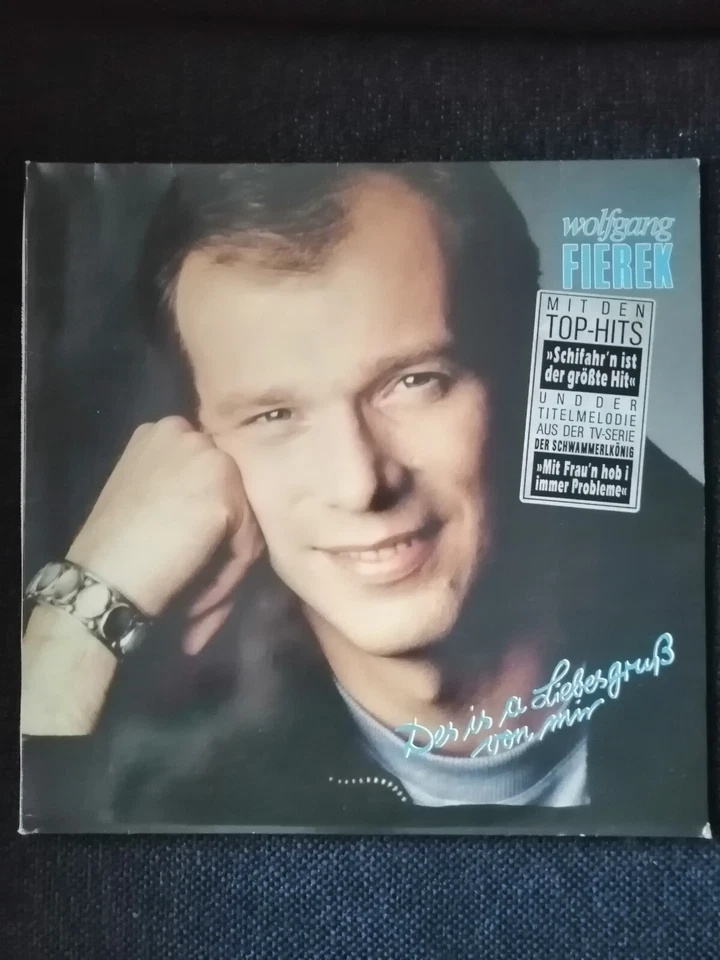 wolfgang
FIEREK
MIT DEN
TOP-HITS
»Schifahr'n ist
der größte Hit«
UND DER
TITELMELODIE
AUS DER TV-SERIE
DER SCHWAMMERLKÖNIG
»Mit Frau'n hob i
immer Probleme«
Des is a Liebesgruß
von mir